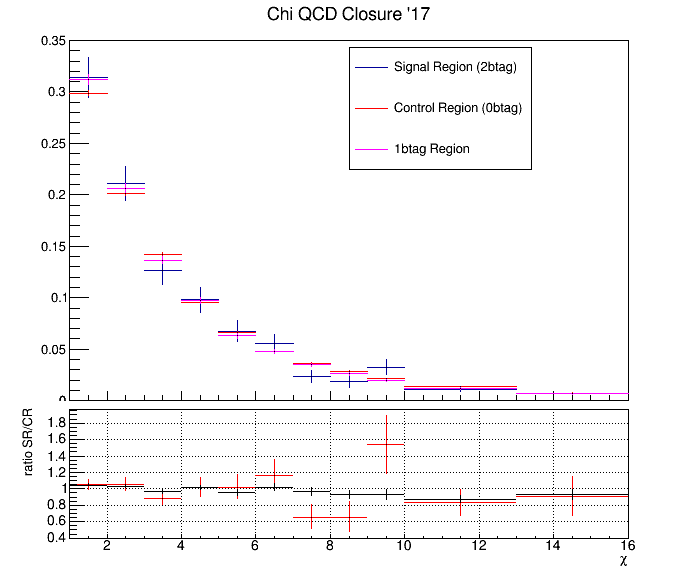 Chi QCD Closure '17
0.35
0.3
0.25
0.2
0.15
0.1
0.05
0
Signal Region (2btag)
Control Region (0btag)
1btag Region
ratio SR/CR
1.8
1.6
1.4
1.2
1
0.8
0.6
0.4
2 4 6 8 10 12 14 16
χ